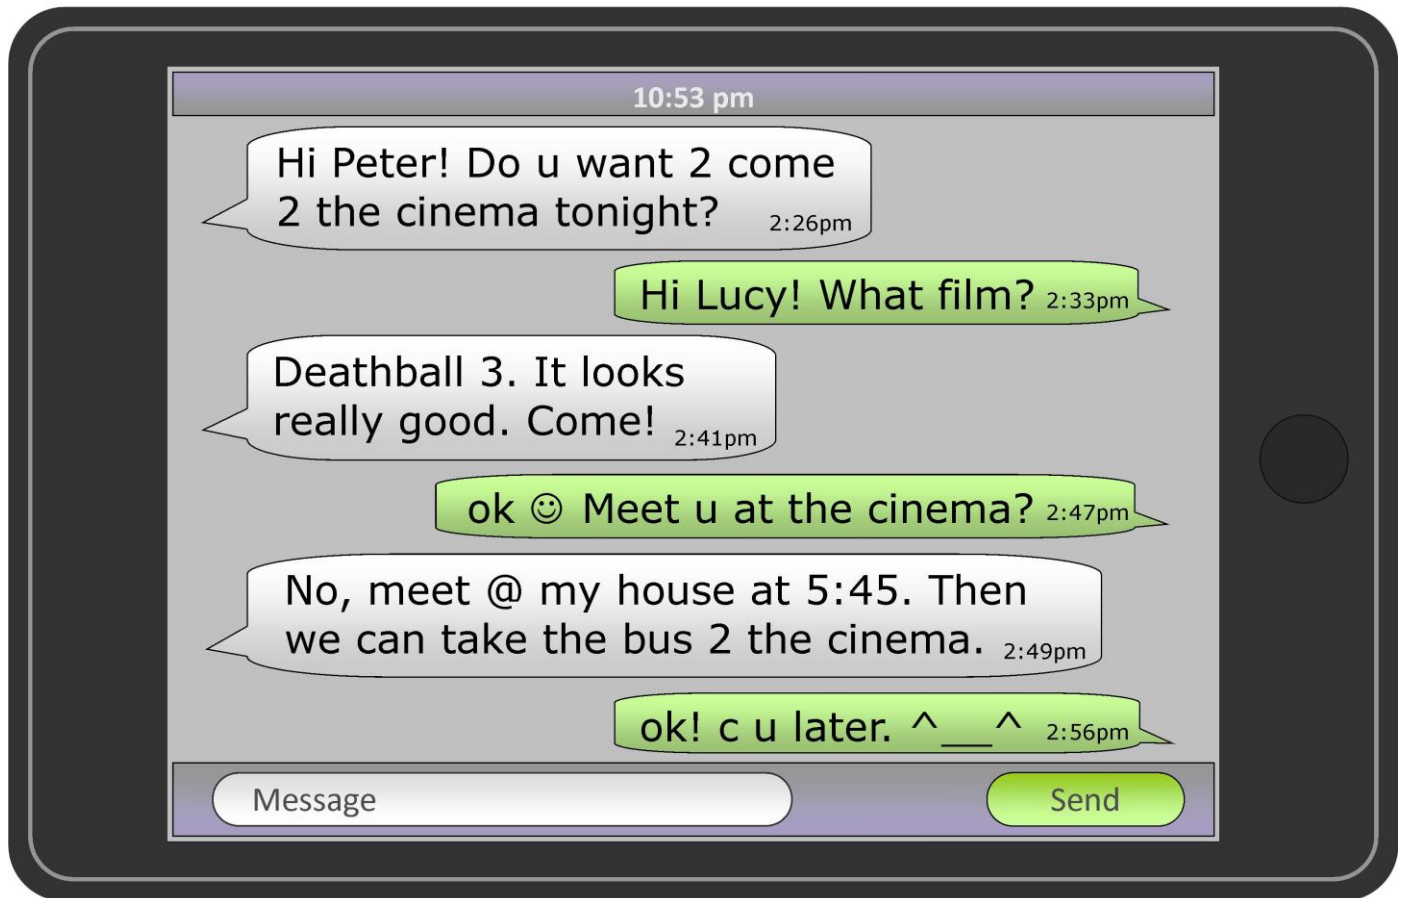 10:53 pm
Hi Peter! Do u want 2 come
2 the cinema tonight? 2:26pm
Hi Lucy! What film? 2:33pm
Deathball 3. It looks
really good. Come! 2:41pm
ok ☺ Meet u at the cinema? 2:47pm
No, meet @ my house at 5:45. Then
we can take the bus 2 the cinema. 2:49pm
ok! c u later. ^__^ 2:56pm
Message Send